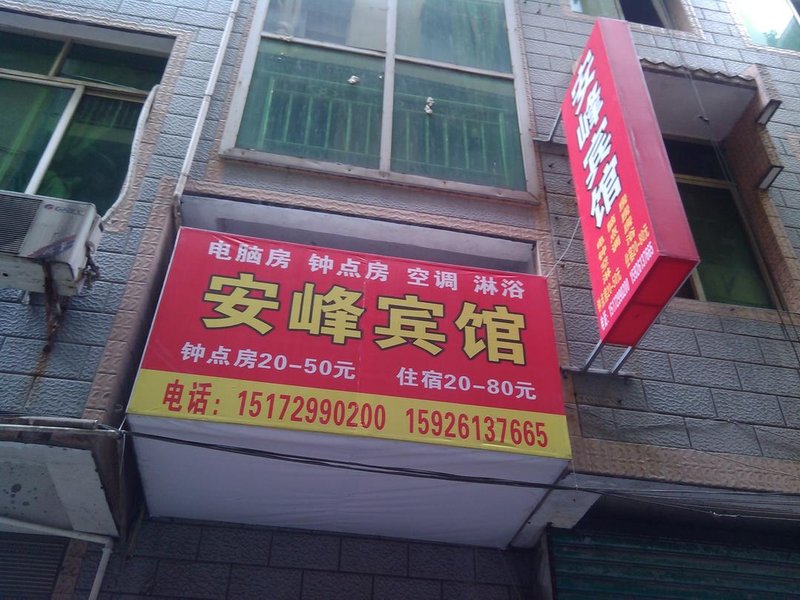 电脑房 钟点房 空调 淋浴
安峰宾馆
钟点房20-50元 住宿20-80元
电话：15172990200 15926137665
安峰宾馆